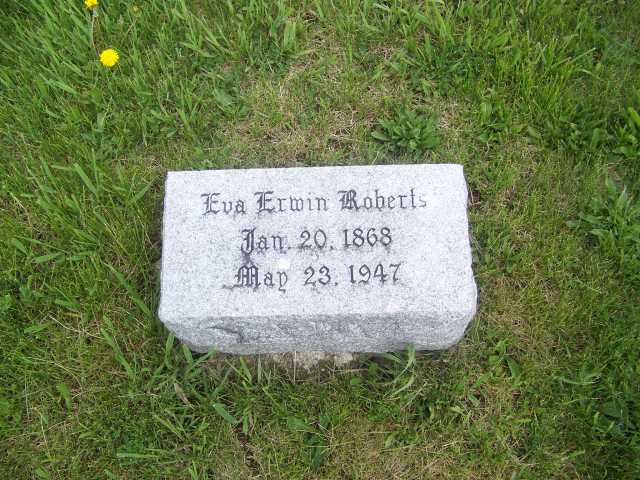 Eva Erwin Roberts
Jan. 20, 1868
May 23, 1947